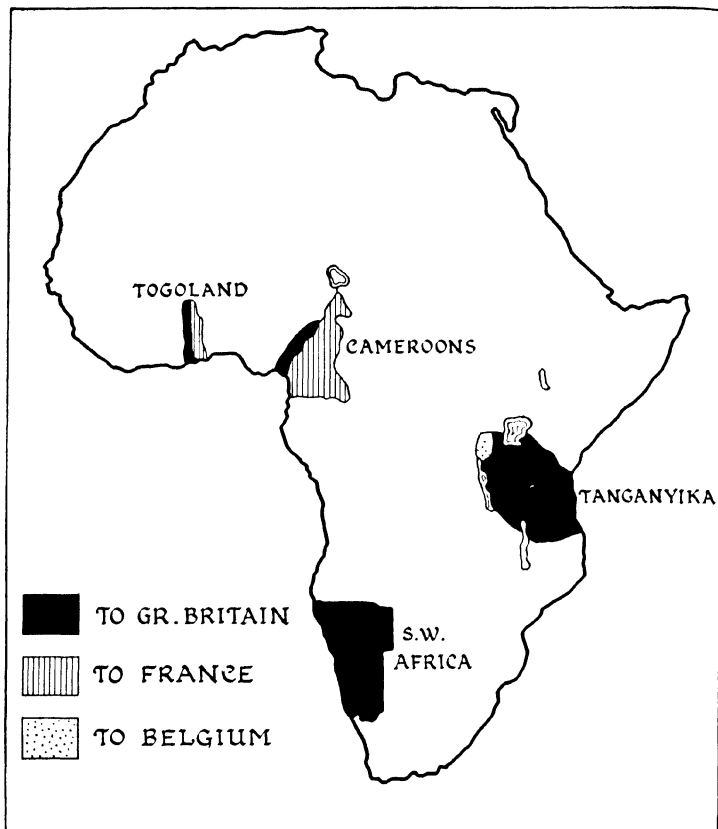 TOGOLAND
CAMEROONS
TANGANYIKA
S.W.
AFRICA
TO GR. BRITAIN
TO FRANCE
TO BELGIUM